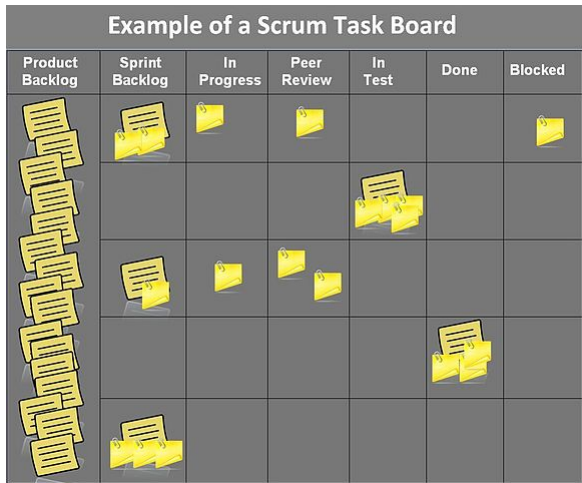 Example of a Scrum Task Board
Product Backlog
Sprint Backlog
In Progress
Peer Review
In Test
Done
Blocked